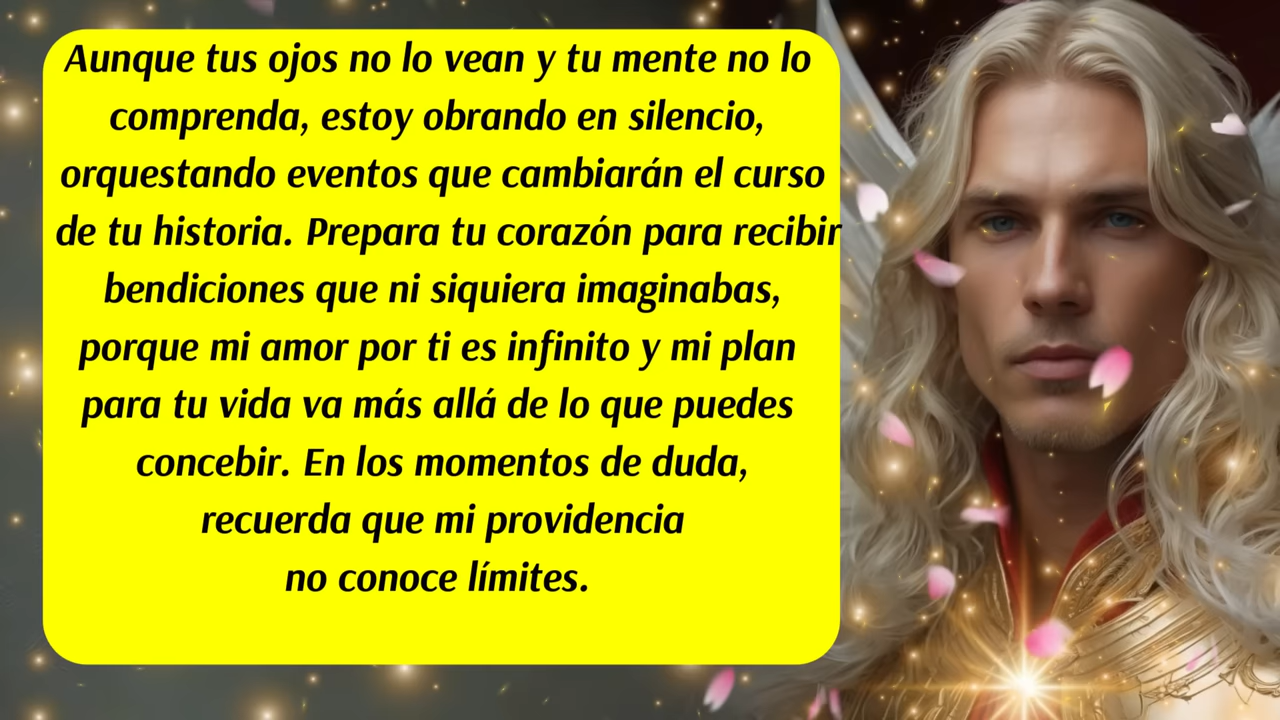 Aunque tus ojos no lo vean y tu mente no lo
comprenda, estoy obrando en silencio,
orquestando eventos que cambiarán el curso
de tu historia. Prepara tu corazón para recibir
bendiciones que ni siquiera imaginabas,
porque mi amor por ti es infinito y mi plan
para tu vida va más allá de lo que puedes
concebir. En los momentos de duda,
recuerda que mi providencia
no conoce límites.